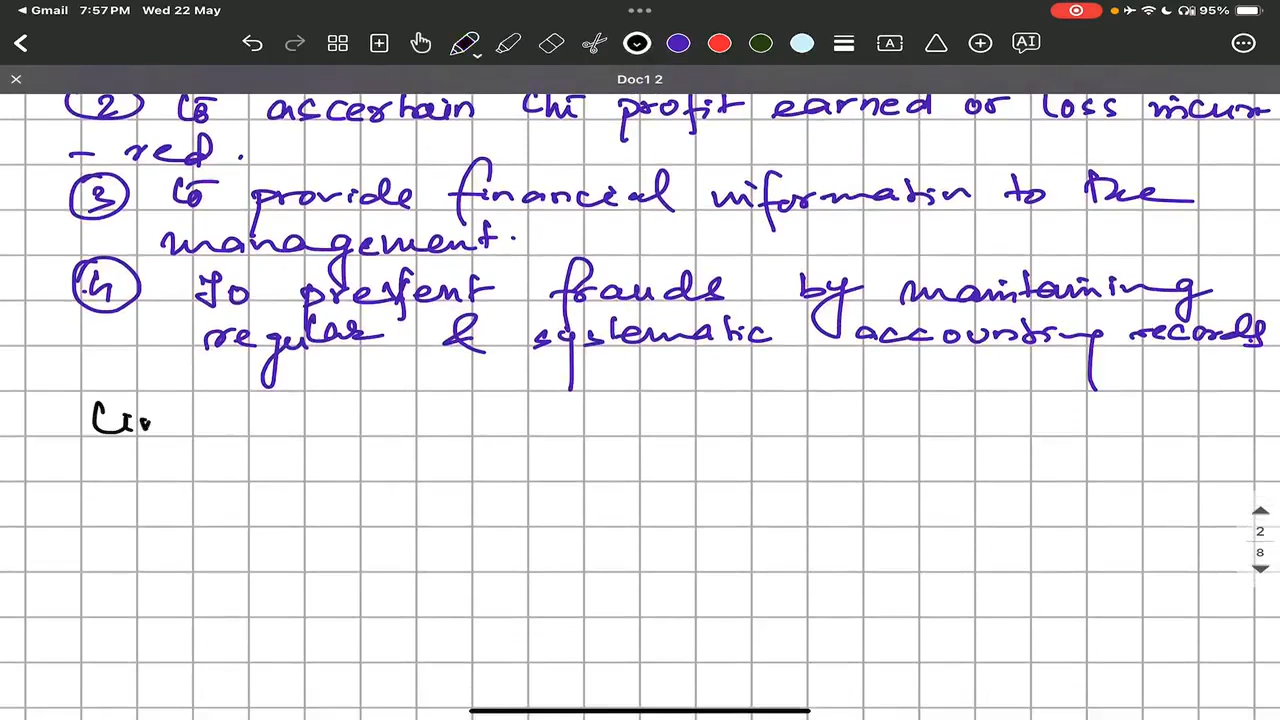 Gmail 7:57 PM Wed 22 May 95%
AI
Doc1 2
2 to ascertain the profit earned or loss incur
- red.
3 to provide financial information to the
management.
4 To prevent frauds by maintaining
regular & systematic accounting records
2
8